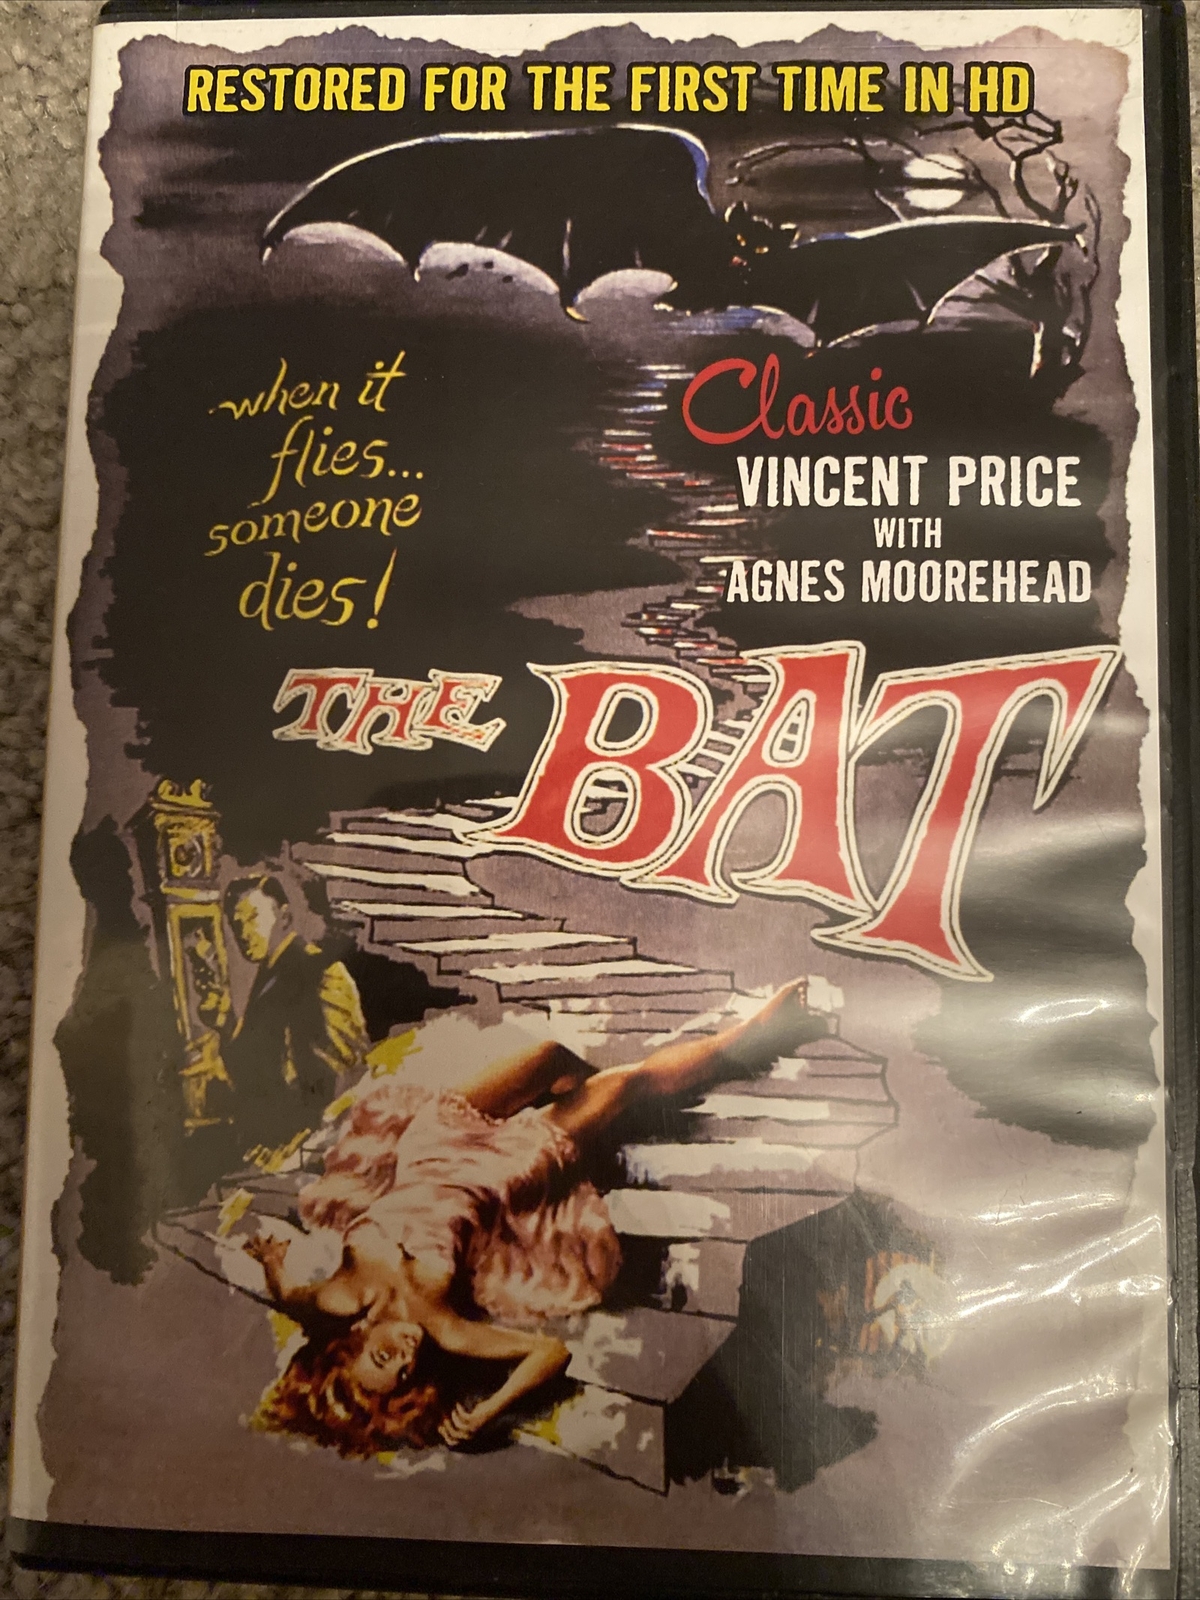 RESTORED FOR THE FIRST TIME IN HD
when it
flies...
someone
dies!
Classic
VINCENT PRICE
WITH
AGNES MOOREHEAD
THE BAT